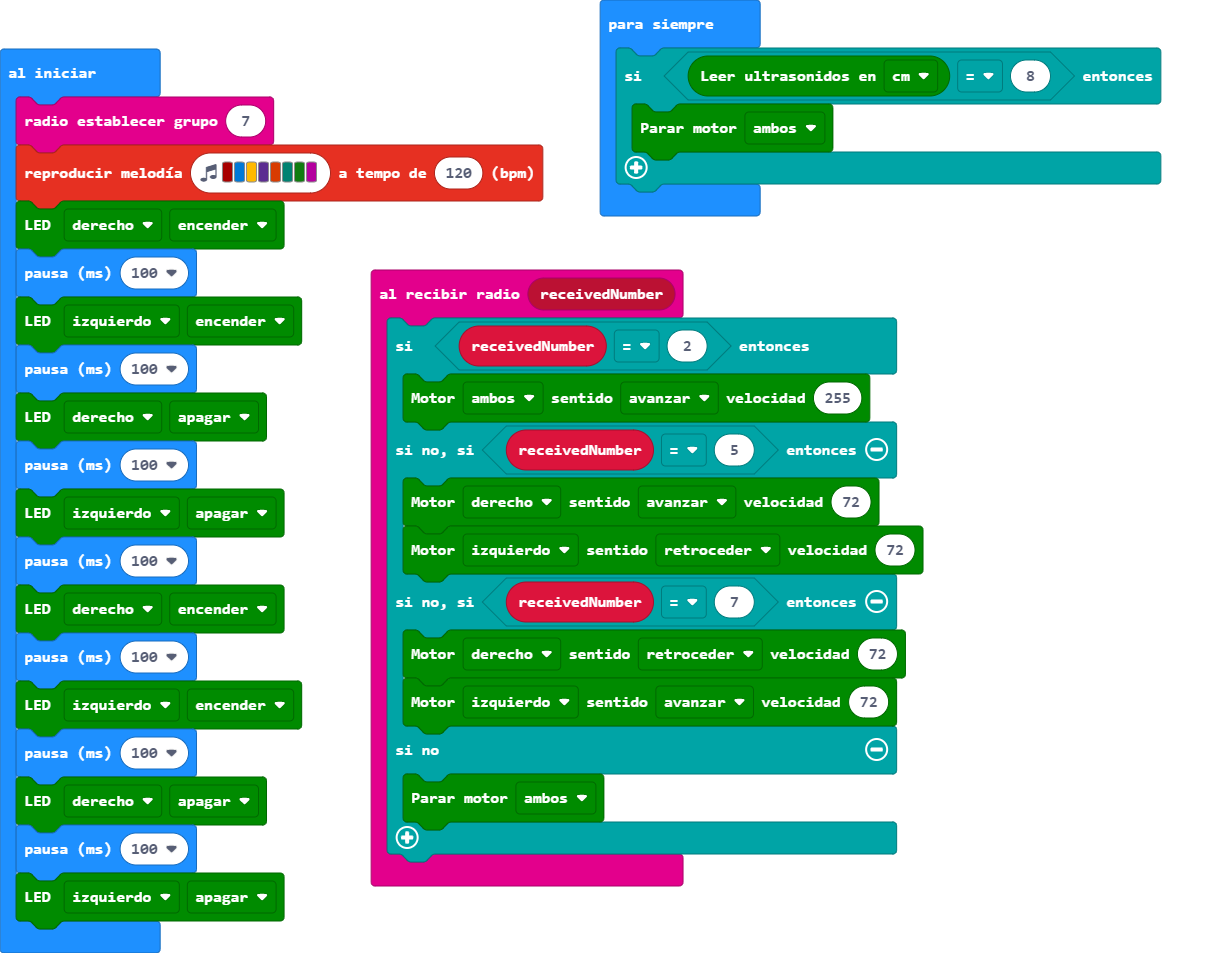 al iniciar
radio establecer grupo 7
reproducir melodía a tempo de 120 (bpm)
LED derecho encender
pausa (ms) 100
LED izquierdo encender
pausa (ms) 100
LED derecho apagar
pausa (ms) 100
LED izquierdo apagar
pausa (ms) 100
LED derecho encender
pausa (ms) 100
LED izquierdo encender
pausa (ms) 100
LED derecho apagar
pausa (ms) 100
LED izquierdo apagar
para siempre
si Leer ultrasonidos en cm = 8 entonces
Parar motor ambos
al recibir radio receivedNumber
si receivedNumber = 2 entonces
Motor ambos sentido avanzar velocidad 255
si no, si receivedNumber = 5 entonces
Motor derecho sentido avanzar velocidad 72
Motor izquierdo sentido retroceder velocidad 72
si no, si receivedNumber = 7 entonces
Motor derecho sentido retroceder velocidad 72
Motor izquierdo sentido avanzar velocidad 72
si no
Parar motor ambos